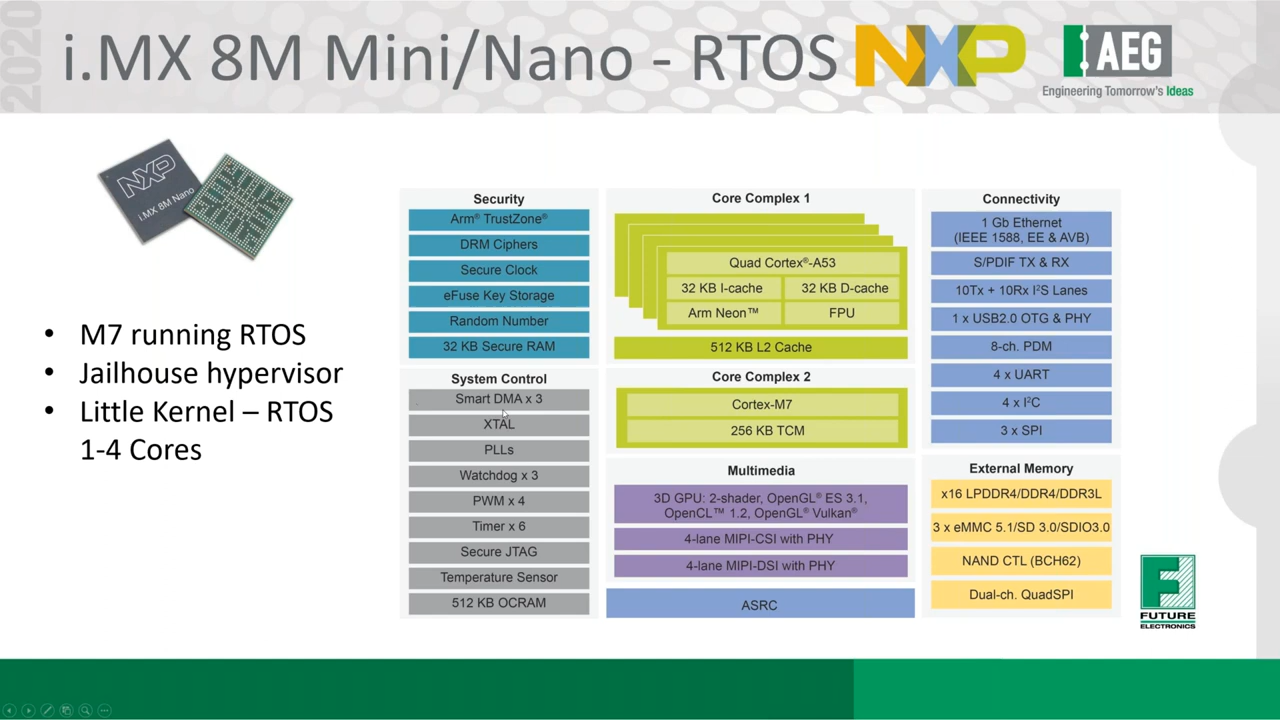 2020
i.MX 8M Mini/Nano - RTOS
NXP
AEG
Engineering Tomorrow's Ideas
NXP
i.MX 8M Nano
• M7 running RTOS
• Jailhouse hypervisor
• Little Kernel – RTOS
1-4 Cores
Security
Arm® TrustZone®
DRM Ciphers
Secure Clock
eFuse Key Storage
Random Number
32 KB Secure RAM
System Control
Smart DMA x 3
XTAL
PLLs
Watchdog x 3
PWM x 4
Timer x 6
Secure JTAG
Temperature Sensor
512 KB OCRAM
Core Complex 1
Quad Cortex®-A53
32 KB I-cache
32 KB D-cache
Arm Neon™
FPU
512 KB L2 Cache
Core Complex 2
Cortex-M7
256 KB TCM
Multimedia
3D GPU: 2-shader, OpenGL® ES 3.1,
OpenCL™ 1.2, OpenGL® Vulkan®
4-lane MIPI-CSI with PHY
4-lane MIPI-DSI with PHY
ASRC
Connectivity
1 Gb Ethernet
(IEEE 1588, EE & AVB)
S/PDIF TX & RX
10Tx + 10Rx I²S Lanes
1 x USB2.0 OTG & PHY
8-ch. PDM
4 x UART
4 x I²C
3 x SPI
External Memory
x16 LPDDR4/DDR4/DDR3L
3 x eMMC 5.1/SD 3.0/SDIO3.0
NAND CTL (BCH62)
Dual-ch. QuadSPI
F
FUTURE
ELECTRONICS